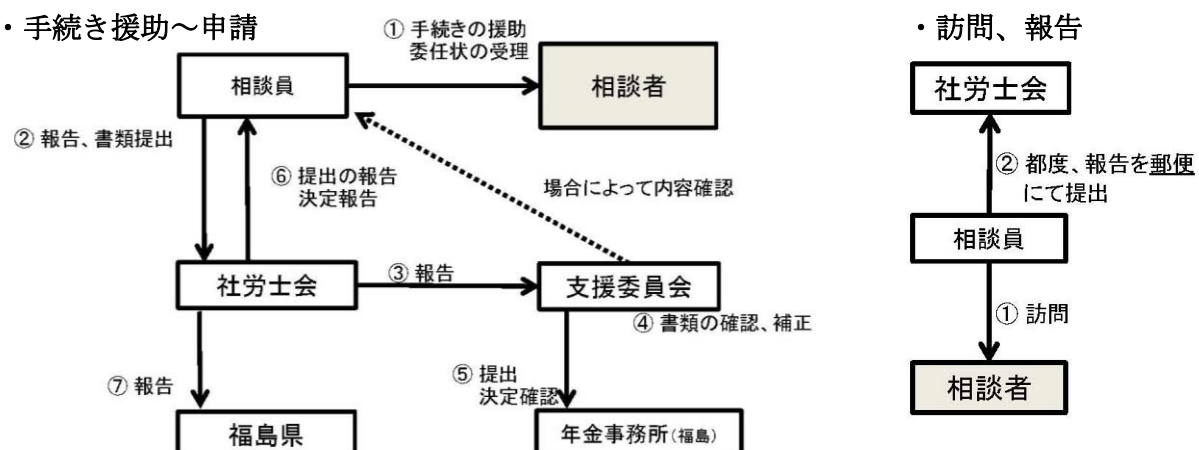 ・手続き援助～申請
① 手続きの援助
委任状の受理
相談員
相談者
② 報告、書類提出
⑥ 提出の報告
決定報告
場合によって内容確認
社労士会
③ 報告
支援委員会
④ 書類の確認、補正
⑦ 報告
⑤ 提出
決定確認
福島県
年金事務所(福島)
・訪問、報告
社労士会
② 都度、報告を郵便
にて提出
相談員
① 訪問
相談者